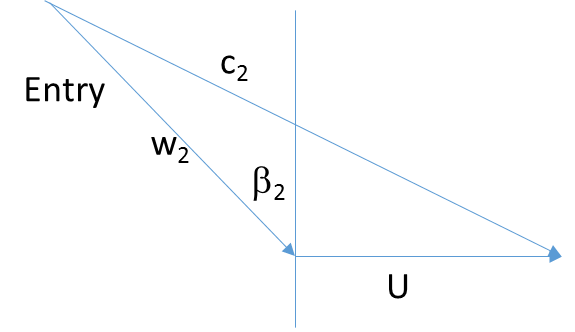 c₂
Entry
w₂
β₂
U